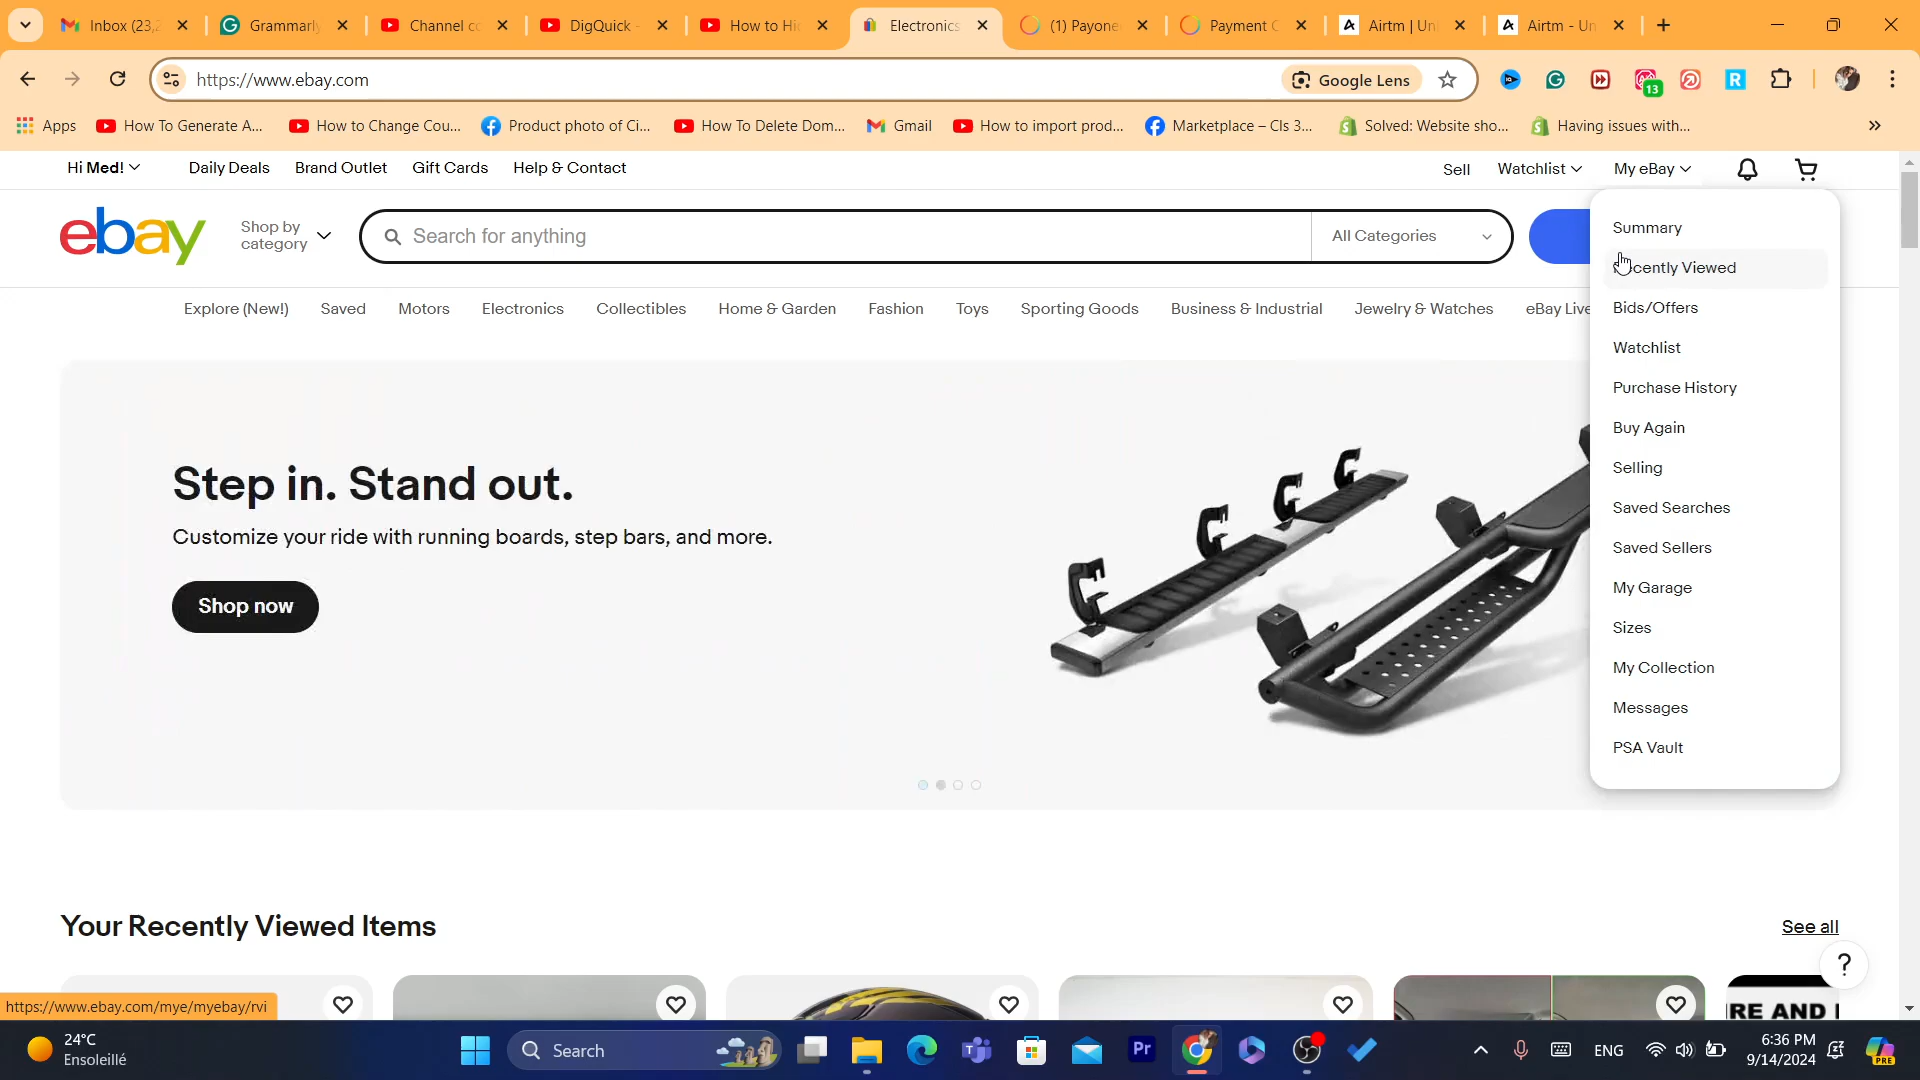 Inbox (23,2
Grammarly
Channel co
DigQuick -
How to Hi
Electronics
(1) Payone
Payment C
Airtm | Uni
Airtm - Un
https://www.ebay.com
Google Lens
13
Apps
How To Generate A...
How to Change Cou...
Product photo of Ci...
How To Delete Dom...
Gmail
How to import prod...
Marketplace – Cls 3...
Solved: Website sho...
Having issues with...
Hi Med!
Daily Deals
Brand Outlet
Gift Cards
Help & Contact
Sell
Watchlist
My eBay
ebay
Shop by
category
Search for anything
All Categories
Explore (New!)
Saved
Motors
Electronics
Collectibles
Home & Garden
Fashion
Toys
Sporting Goods
Business & Industrial
Jewelry & Watches
eBay Live
Summary
Recently Viewed
Bids/Offers
Watchlist
Purchase History
Buy Again
Selling
Saved Searches
Saved Sellers
My Garage
Sizes
My Collection
Messages
PSA Vault
Step in. Stand out.
Customize your ride with running boards, step bars, and more.
Shop now
Your Recently Viewed Items
See all
?
https://www.ebay.com/mye/myebay/rvi
24°C
Ensoleillé
Search
Pr
ENG
6:36 PM
9/14/2024
PRE